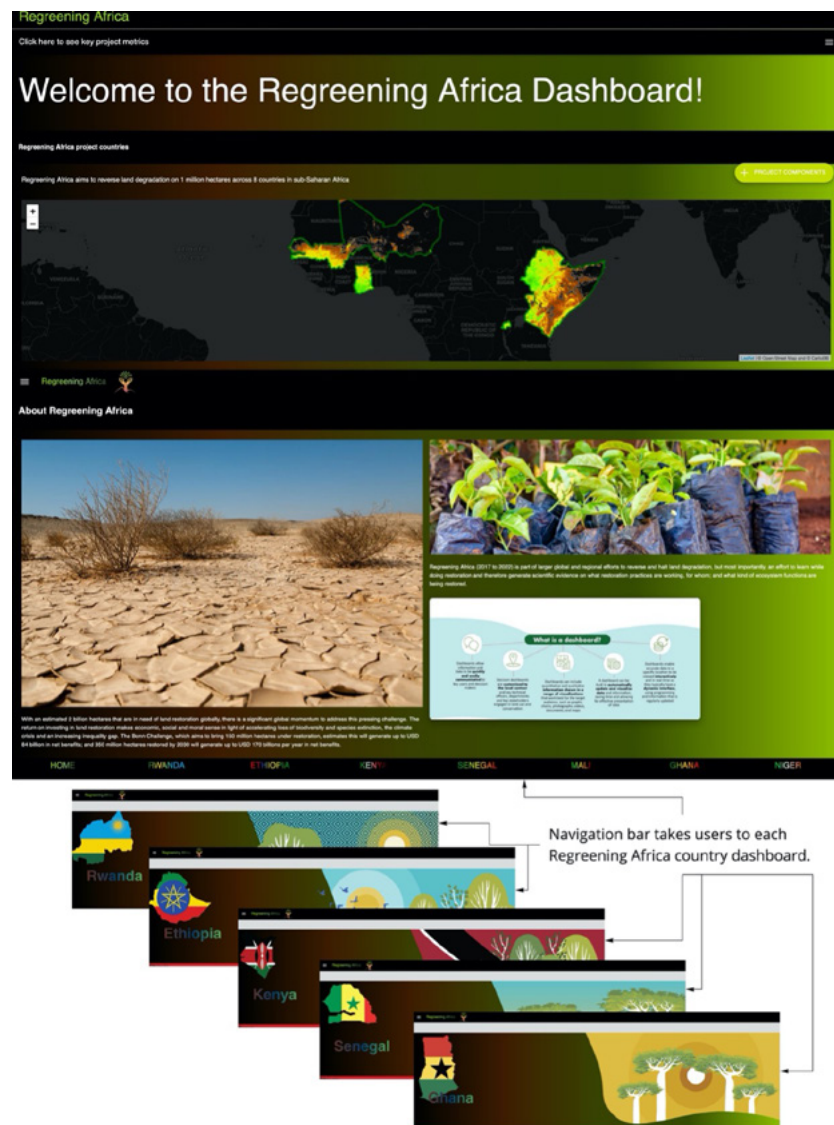 Regreening Africa
Click here to see key project metrics
Welcome to the Regreening Africa Dashboard!
Regreening Africa project countries
Regreening Africa aims to reverse land degradation on 1 million hectares across 8 countries in sub-Saharan Africa
+ PROJECT COMPONENTS
+
−
Regreening Africa
About Regreening Africa
Regreening Africa (2017 to 2022) is part of larger global and regional efforts to reverse and halt land degradation, but most importantly, an effort to learn while
doing restoration and therefore generate scientific evidence on what restoration practices are working, for whom; and what kind of ecosystem functions are
being restored.
What is a dashboard?
With an estimated 2 billion hectares that are in need of land restoration globally, there is a significant global momentum to address this pressing challenge. The
return on investing in land restoration makes economic, social and moral sense in light of accelerating loss of biodiversity and species extinction, the climate
crisis and an increasing inequality gap. The Bonn Challenge, which aims to bring 150 million hectares under restoration, estimates this will generate up to USD
84 billion in net benefits; and 350 million hectares restored by 2030 will generate up to USD 170 billions per year in net benefits.
HOME RWANDA ETHIOPIA KENYA SENEGAL MALI GHANA NIGER
Navigation bar takes users to each
Regreening Africa country dashboard.
Regreening Africa
Rwanda
Regreening Africa
Ethiopia
Regreening Africa
Kenya
Regreening Africa
Senegal
Regreening Africa
Ghana